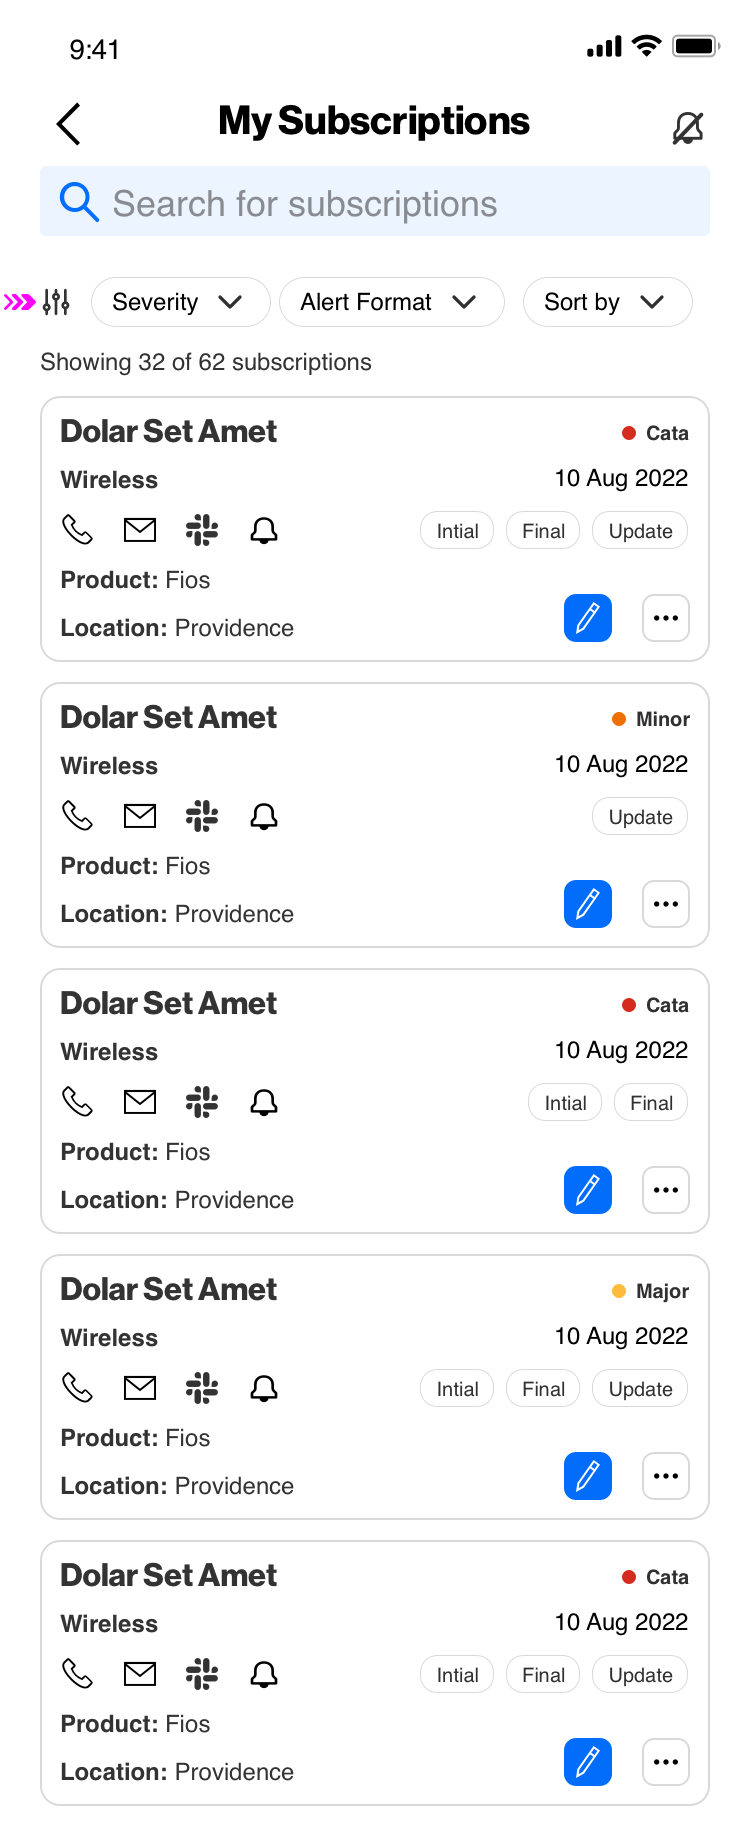 9:41
My Subscriptions
Search for subscriptions
Severity Alert Format Sort by
Showing 32 of 62 subscriptions
Dolar Set Amet Cata
Wireless 10 Aug 2022
Intial Final Update
Product: Fios
Location: Providence
Dolar Set Amet Minor
Wireless 10 Aug 2022
Update
Product: Fios
Location: Providence
Dolar Set Amet Cata
Wireless 10 Aug 2022
Intial Final
Product: Fios
Location: Providence
Dolar Set Amet Major
Wireless 10 Aug 2022
Intial Final Update
Product: Fios
Location: Providence
Dolar Set Amet Cata
Wireless 10 Aug 2022
Intial Final Update
Product: Fios
Location: Providence